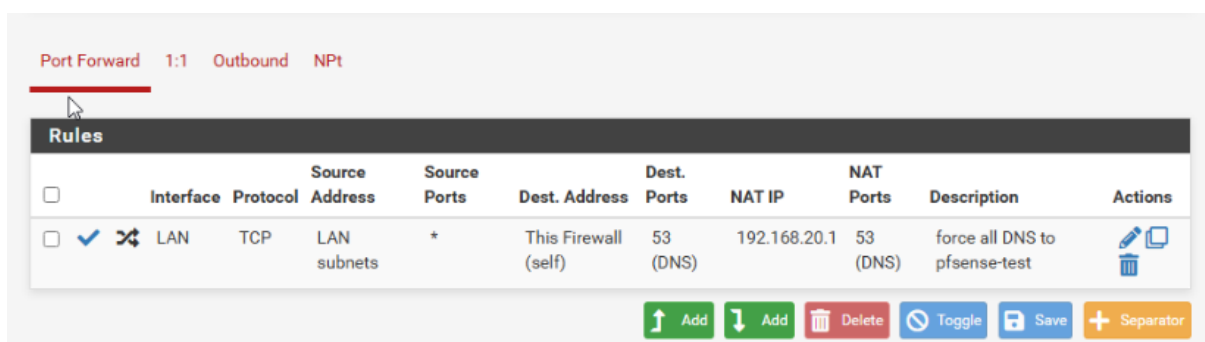 Port Forward 1:1 Outbound NPt
Rules
Interface Protocol Source Address Source Ports Dest. Address Dest. Ports NAT IP NAT Ports Description Actions
LAN TCP LAN subnets * This Firewall (self) 53 (DNS) 192.168.20.1 53 (DNS) force all DNS to pfsense-test
Add Add Delete Toggle Save Separator